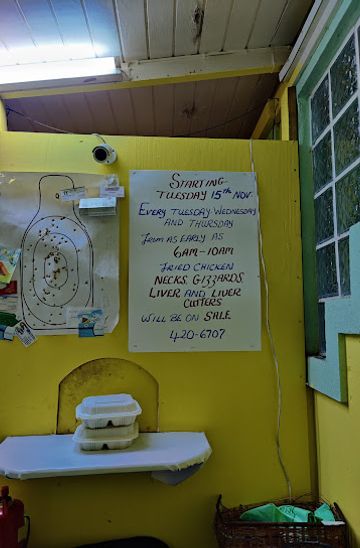 STARTING
TUESDAY 15th NOV.
EVERY TUESDAY. WEDNESDAY
AND THURSDAY
From AS EARLY AS
6AM-10AM
FRIED CHICKEN
NECKS. GIZZARDS.
LIVER AND LIVER
CUTTERS
WILL BE ON SALE
420-6707